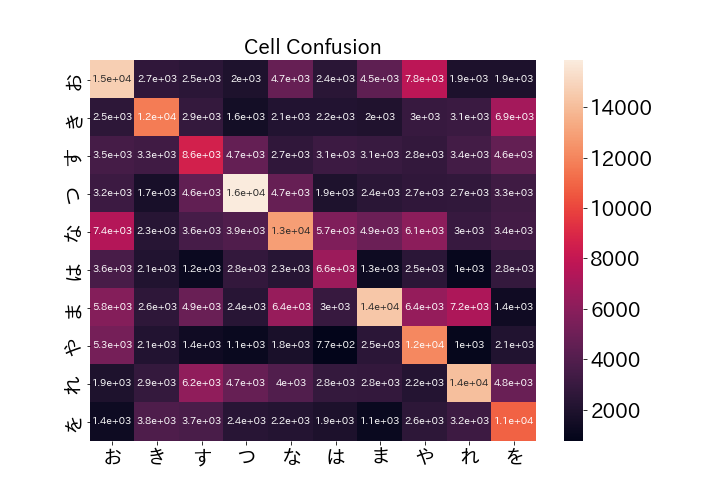 Cell Confusion
お 1.5e+04 2.7e+03 2.5e+03 2e+03 4.7e+03 2.4e+03 4.5e+03 7.8e+03 1.9e+03 1.9e+03
き 2.5e+03 1.2e+04 2.9e+03 1.6e+03 2.1e+03 2.2e+03 2e+03 3e+03 3.1e+03 6.9e+03
す 3.5e+03 3.3e+03 8.6e+03 4.7e+03 2.7e+03 3.1e+03 3.1e+03 2.8e+03 3.4e+03 4.6e+03
つ 3.2e+03 1.7e+03 4.6e+03 1.6e+04 4.7e+03 1.9e+03 2.4e+03 2.7e+03 2.7e+03 3.3e+03
な 7.4e+03 2.3e+03 3.6e+03 3.9e+03 1.3e+04 5.7e+03 4.9e+03 6.1e+03 3e+03 3.4e+03
は 3.6e+03 2.1e+03 1.2e+03 2.8e+03 2.3e+03 6.6e+03 1.3e+03 2.5e+03 1e+03 2.8e+03
ま 5.8e+03 2.6e+03 4.9e+03 2.4e+03 6.4e+03 3e+03 1.4e+04 6.4e+03 7.2e+03 1.4e+03
や 5.3e+03 2.1e+03 1.4e+03 1.1e+03 1.8e+03 7.7e+02 2.5e+03 1.2e+04 1e+03 2.1e+03
れ 1.9e+03 2.9e+03 6.2e+03 4.7e+03 4e+03 2.8e+03 2.8e+03 2.2e+03 1.4e+04 4.8e+03
を 1.4e+03 3.8e+03 3.7e+03 2.4e+03 2.2e+03 1.9e+03 1.1e+03 2.6e+03 3.2e+03 1.1e+04
お き す つ な は ま や れ を
14000
12000
10000
8000
6000
4000
2000